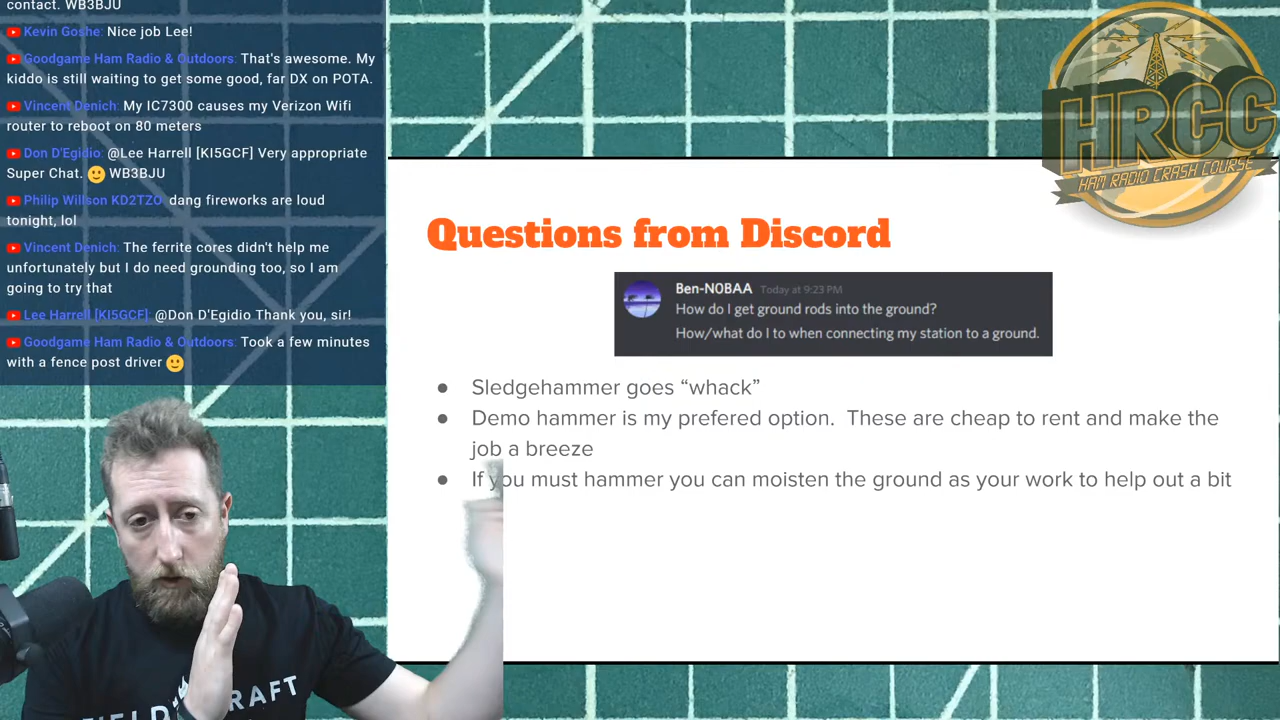 contact. WB3BJU
Kevin Goshe: Nice job Lee!
Goodgame Ham Radio & Outdoors: That's awesome. My
kiddo is still waiting to get some good, far DX on POTA.
Vincent Denich: My IC7300 causes my Verizon Wifi
router to reboot on 80 meters
Don D'Egidio: @Lee Harrell [KI5GCF] Very appropriate
Super Chat. 🙂 WB3BJU
Philip Willson KD2TZO: dang fireworks are loud
tonight, lol
Vincent Denich: The ferrite cores didn't help me
unfortunately but I do need grounding too, so I am
going to try that
Lee Harrell [KI5GCF]: @Don D'Egidio Thank you, sir!
Goodgame Ham Radio & Outdoors: Took a few minutes
with a fence post driver 🙂
HRCC
HAM RADIO CRASH COURSE
Questions from Discord
Ben-N0BAA Today at 9:23 PM
How do I get ground rods into the ground?
How/what do I to when connecting my station to a ground.
● Sledgehammer goes “whack”
● Demo hammer is my prefered option. These are cheap to rent and make the
job a breeze
● If you must hammer you can moisten the ground as your work to help out a bit